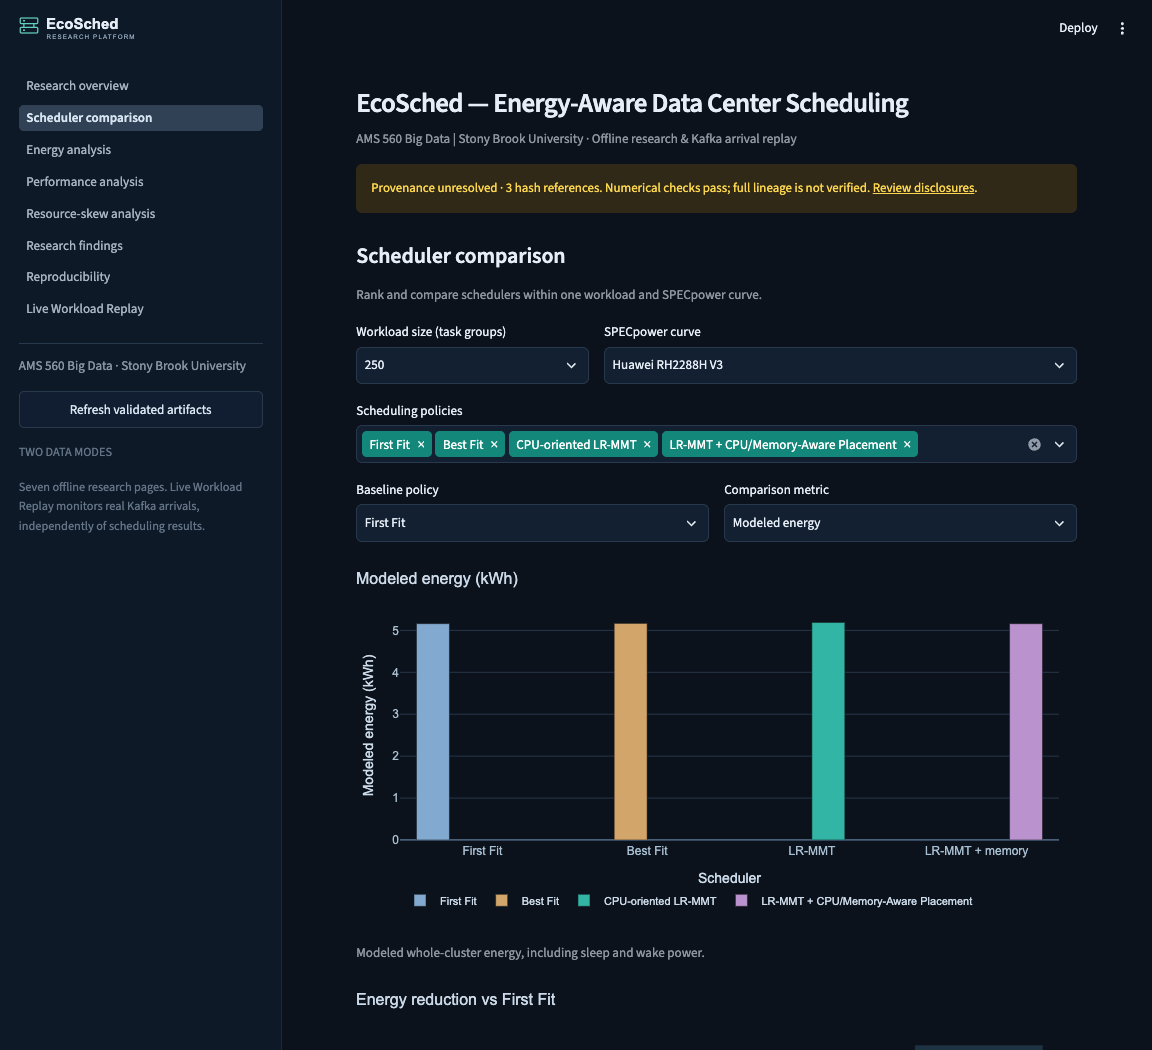 EcoSched
RESEARCH PLATFORM
Deploy
Research overview
Scheduler comparison
Energy analysis
Performance analysis
Resource-skew analysis
Research findings
Reproducibility
Live Workload Replay
AMS 560 Big Data · Stony Brook University
Refresh validated artifacts
TWO DATA MODES
Seven offline research pages. Live Workload
Replay monitors real Kafka arrivals,
independently of scheduling results.
EcoSched — Energy-Aware Data Center Scheduling
AMS 560 Big Data | Stony Brook University · Offline research & Kafka arrival replay
Provenance unresolved · 3 hash references. Numerical checks pass; full lineage is not verified. Review disclosures.
Scheduler comparison
Rank and compare schedulers within one workload and SPECpower curve.
Workload size (task groups)
SPECpower curve
250
Huawei RH2288H V3
Scheduling policies
First Fit × Best Fit × CPU-oriented LR-MMT × LR-MMT + CPU/Memory-Aware Placement ×
Baseline policy
Comparison metric
First Fit
Modeled energy
Modeled energy (kWh)
Modeled energy (kWh)
5
4
3
2
1
0
First Fit Best Fit LR-MMT LR-MMT + memory
Scheduler
First Fit Best Fit CPU-oriented LR-MMT LR-MMT + CPU/Memory-Aware Placement
Modeled whole-cluster energy, including sleep and wake power.
Energy reduction vs First Fit